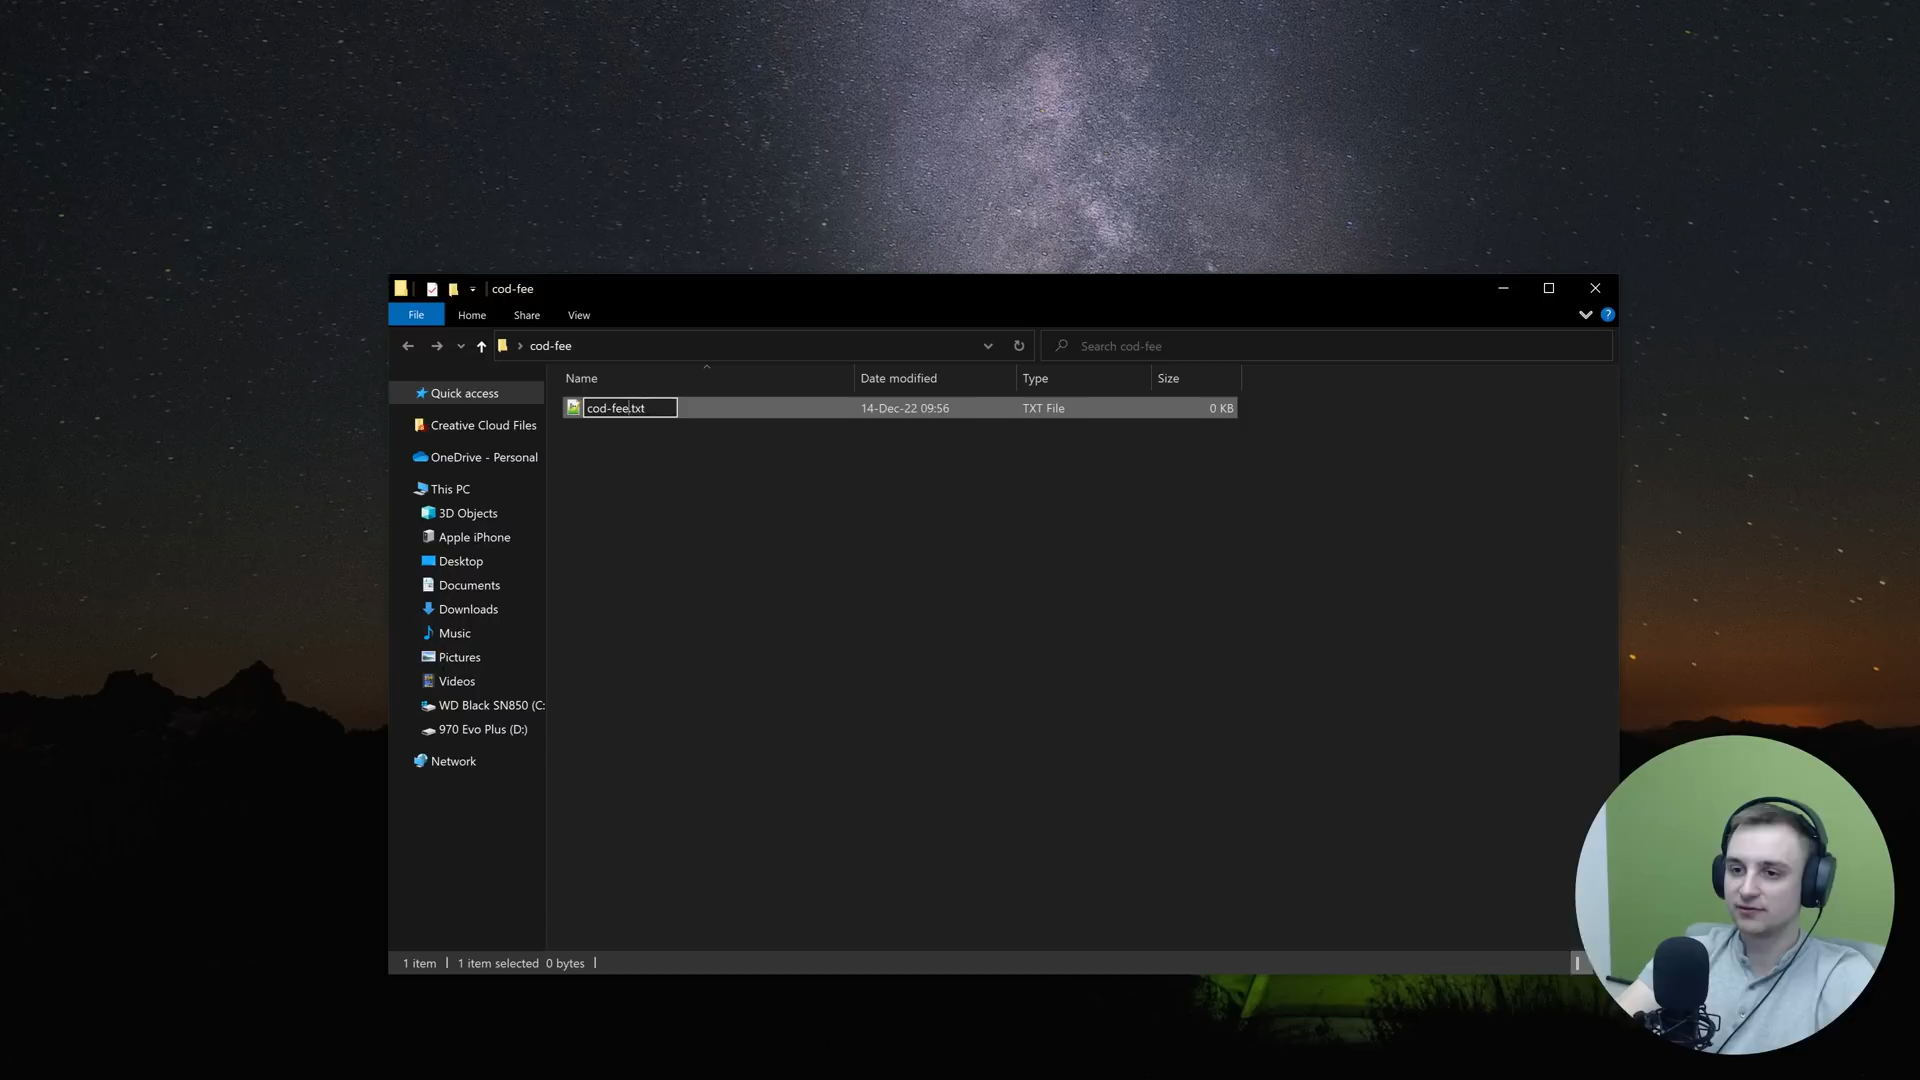 cod-fee
File Home Share View
cod-fee
Search cod-fee
Name Date modified Type Size
cod-fee.txt 14-Dec-22 09:56 TXT File 0 KB
Quick access
Creative Cloud Files
OneDrive - Personal
This PC
3D Objects
Apple iPhone
Desktop
Documents
Downloads
Music
Pictures
Videos
WD Black SN850 (C:
970 Evo Plus (D:)
Network
1 item 1 item selected 0 bytes